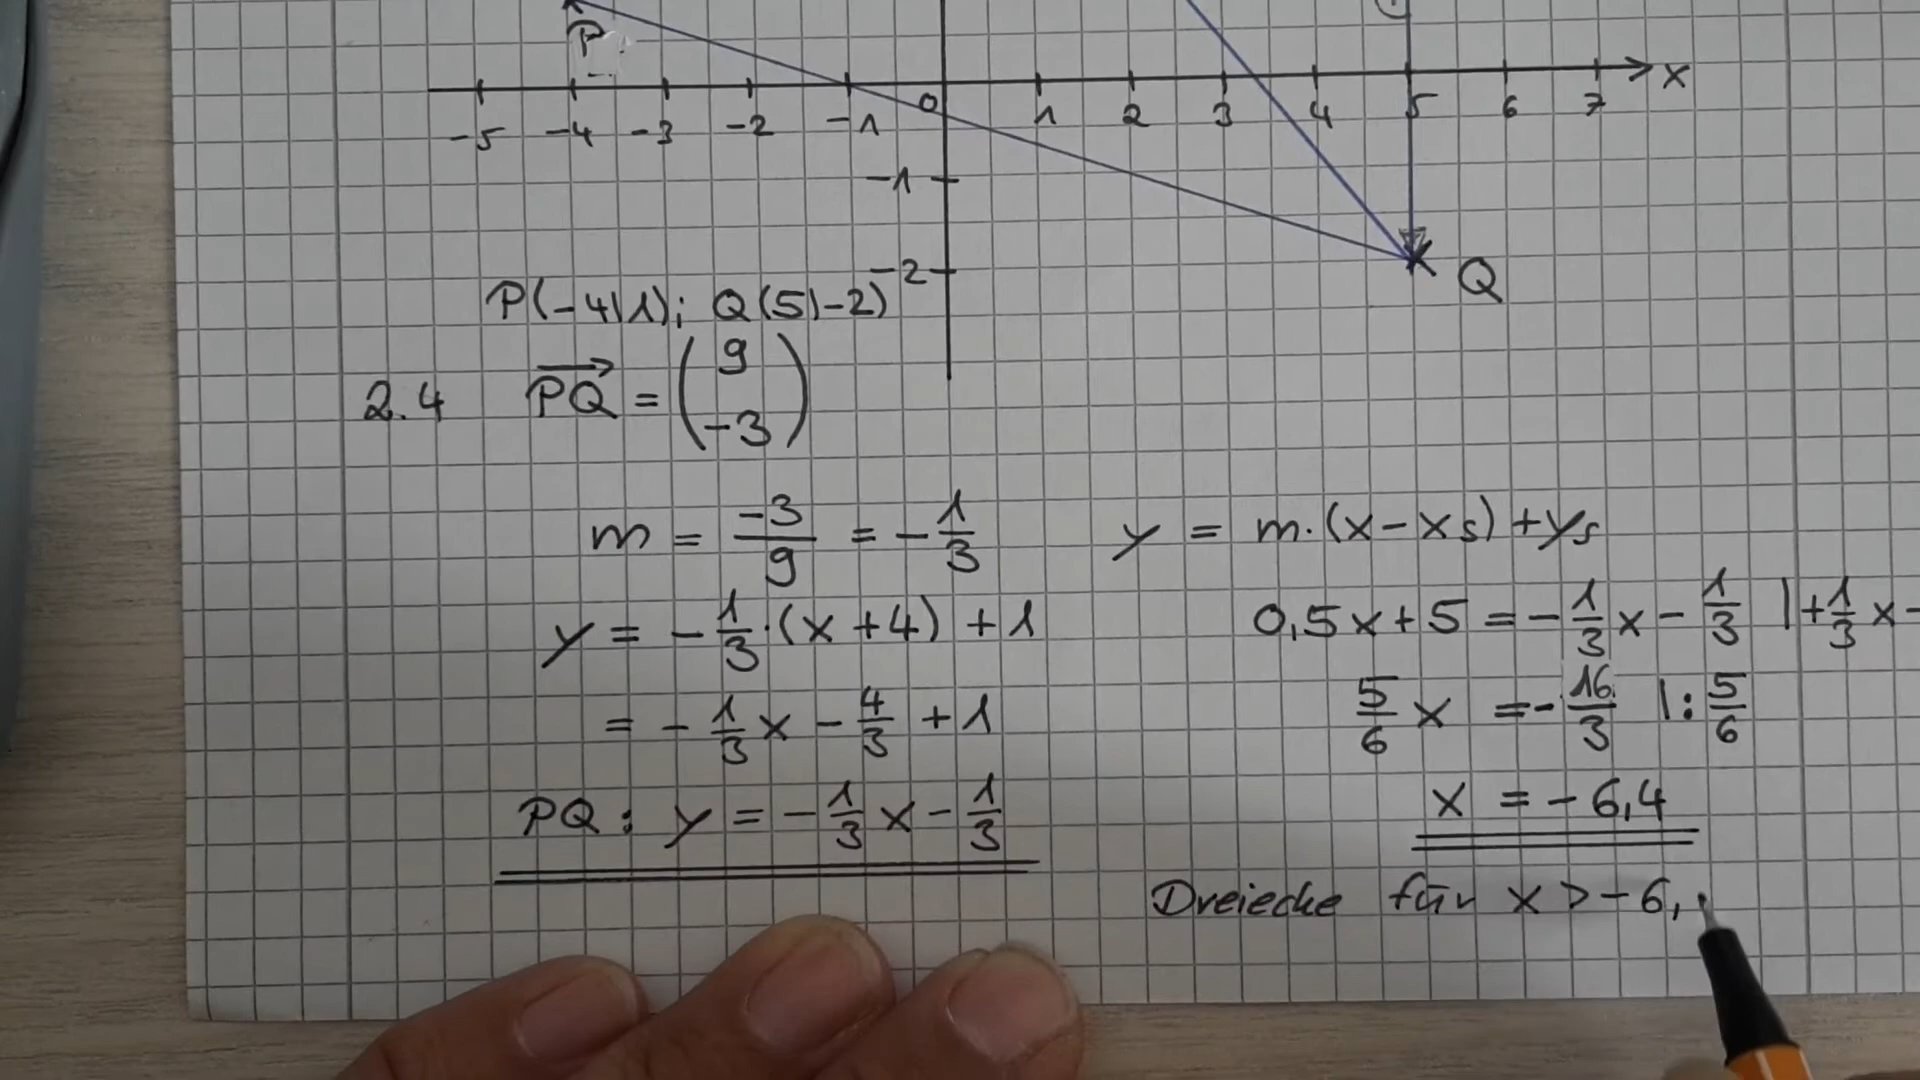 P
x
-5 -4 -3 -2 -1 0 1 2 3 4 5 6 7
-1
-2
Q
P(-4|1); Q(5|-2)
2.4 PQ = (9 -3)
m = -3/9 = -1/3
y = m·(x-xs)+ys
y = -1/3·(x+4)+1
0,5x+5 = -1/3x - 1/3 |+1/3x-
= -1/3x - 4/3 + 1
5/6x = -16/3 |: 5/6
PQ: y = -1/3x - 1/3
x = -6,4
Dreiecke für x > -6,